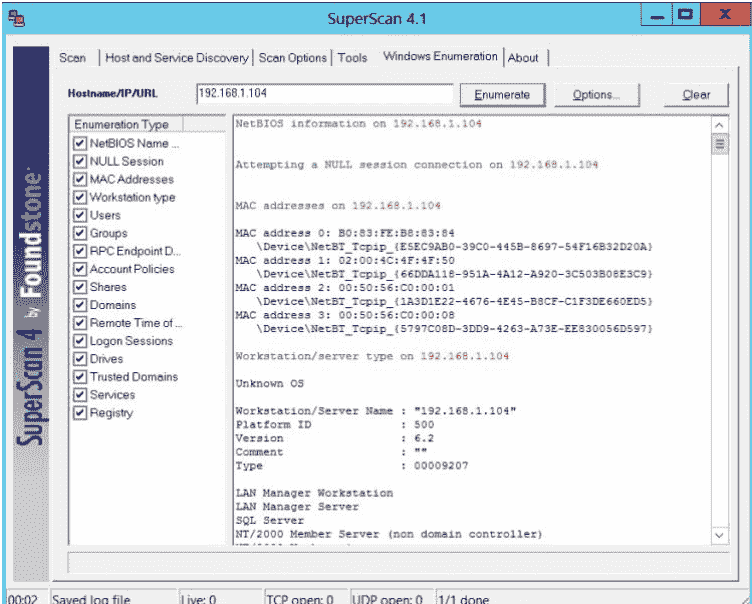 SuperScan 4.1
Scan Host and Service Discovery Scan Options Tools Windows Enumeration About
Hostname/IP/URL 192.168.1.104 Enumerate Options... Clear
SuperScan 4 by Foundstone
Enumeration Type
NetBIOS Name ...
NULL Session
MAC Addresses
Workstation type
Users
Groups
RPC Endpoint D...
Account Policies
Shares
Domains
Remote Time of ...
Logon Sessions
Drives
Trusted Domains
Services
Registry
NetBIOS information on 192.168.1.104
Attempting a NULL session connection on 192.168.1.104
MAC addresses on 192.168.1.104
MAC address 0: B0:83:FE:B8:83:84
\Device\NetBT_Tcpip_{E5EC9AB0-39C0-445B-8697-54F16B32D20A}
MAC address 1: 02:00:4C:4F:4F:50
\Device\NetBT_Tcpip_{66DDA118-951A-4A12-A920-3C503B08E3C9}
MAC address 2: 00:50:56:C0:00:01
\Device\NetBT_Tcpip_{1A3D1E22-4676-4E45-B8CF-C1F3DE660ED5}
MAC address 3: 00:50:56:C0:00:08
\Device\NetBT_Tcpip_{5797C08D-3DD9-4263-A73E-EE830056D597}
Workstation/server type on 192.168.1.104
Unknown OS
Workstation/Server Name : "192.168.1.104"
Platform ID : 500
Version : 6.2
Comment : ""
Type : 00009207
LAN Manager Workstation
LAN Manager Server
SQL Server
NT/2000 Member Server (non domain controller)
00:02 Saved log file Live: 0 TCP open: 0 UDP open: 0 1/1 done